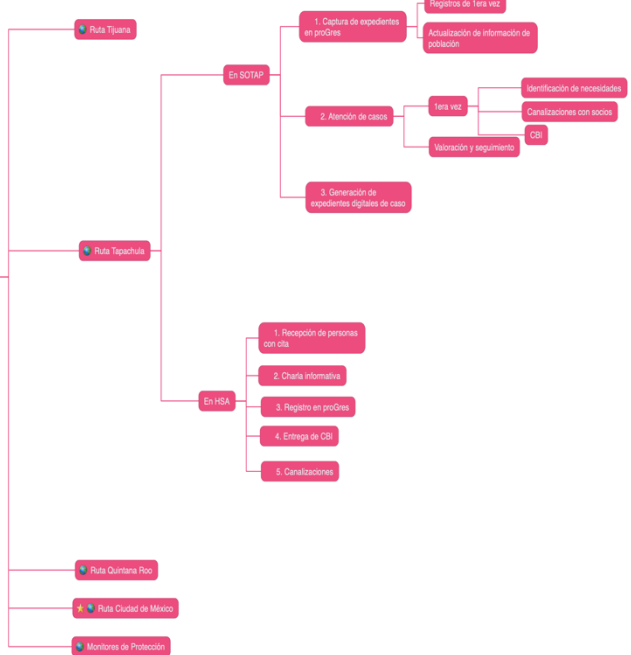 Ruta Tijuana
Ruta Tapachula
En SOTAP
1. Captura de expedientes
en proGres
Registros de 1era vez
Actualización de información de
población
2. Atención de casos
1era vez
Identificación de necesidades
Canalizaciones con socios
CBI
Valoración y seguimiento
3. Generación de
expedientes digitales de caso
En HSA
1. Recepción de personas
con cita
2. Charla informativa
3. Registro en proGres
4. Entrega de CBI
5. Canalizaciones
Ruta Quintana Roo
Ruta Ciudad de México
Monitores de Protección